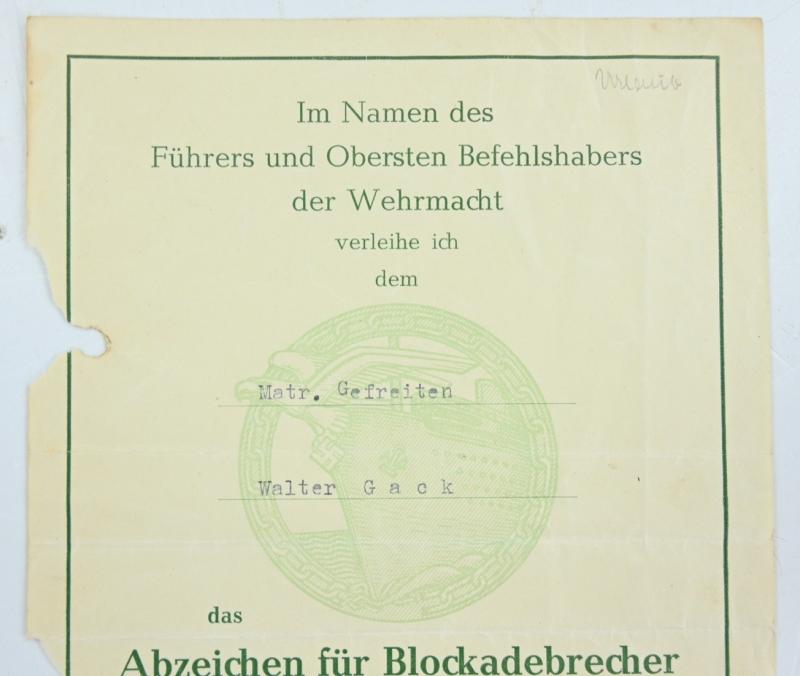 Im Namen des
Führers und Obersten Befehlshabers
der Wehrmacht
verleihe ich
dem
Matr. Gefreiten
Walter G a c k
das
Abzeichen für Blockadebrecher